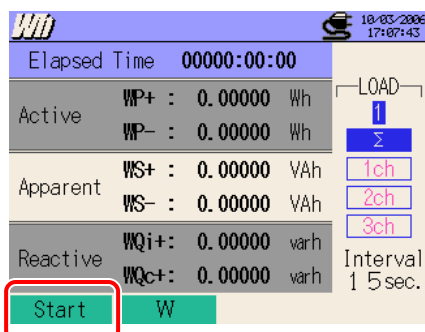 Wh
10/03/2006
17:07:43
Elapsed Time 00000:00:00
Active
WP+ : 0.00000 Wh
WP- : 0.00000 Wh
Apparent
WS+ : 0.00000 VAh
WS- : 0.00000 VAh
Reactive
WQi+: 0.00000 varh
WQc+: 0.00000 varh
LOAD
1
Σ
1ch
2ch
3ch
Interval
15sec.
Start
W